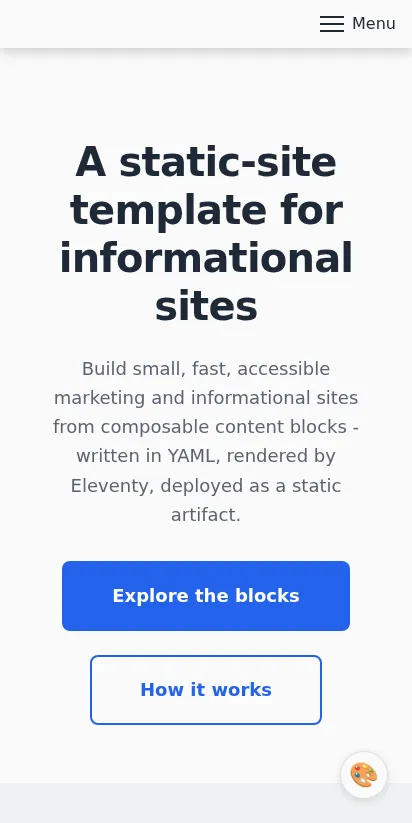 Menu
A static-site
template for
informational
sites
Build small, fast, accessible
marketing and informational sites
from composable content blocks -
written in YAML, rendered by
Eleventy, deployed as a static
artifact.
Explore the blocks
How it works